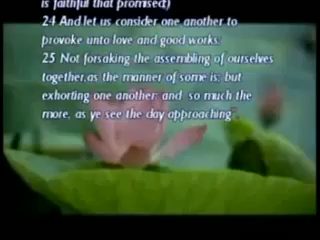 is faithful that promised;)
24 And let us consider one another to
provoke unto love and good works:
25 Not forsaking the assembling of ourselves
together,as the manner of some is; but
exhorting one another: and so much the
more, as ye see the day approaching".